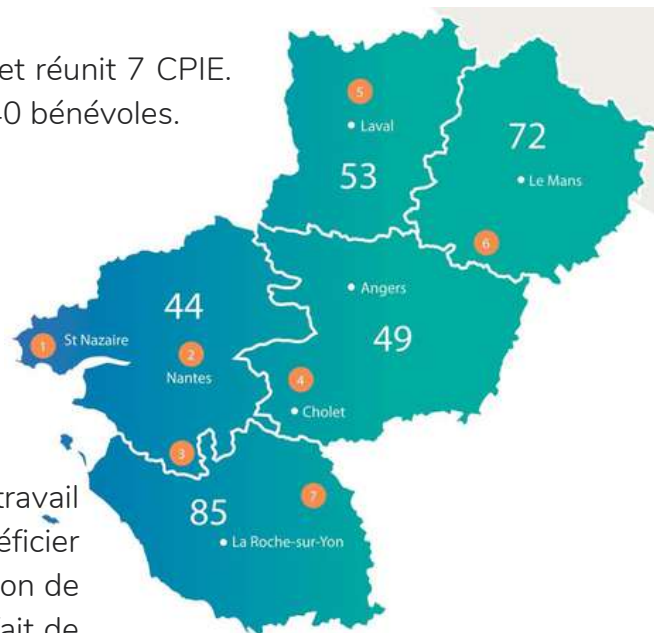 et réunit 7 CPIE.
0 bénévoles.
5
Laval
53
72
Le Mans
6
44
Angers
49
1
St Nazaire
2
Nantes
4
Cholet
3
7
85
La Roche-sur-Yon
travail
éficier
on de
ait de